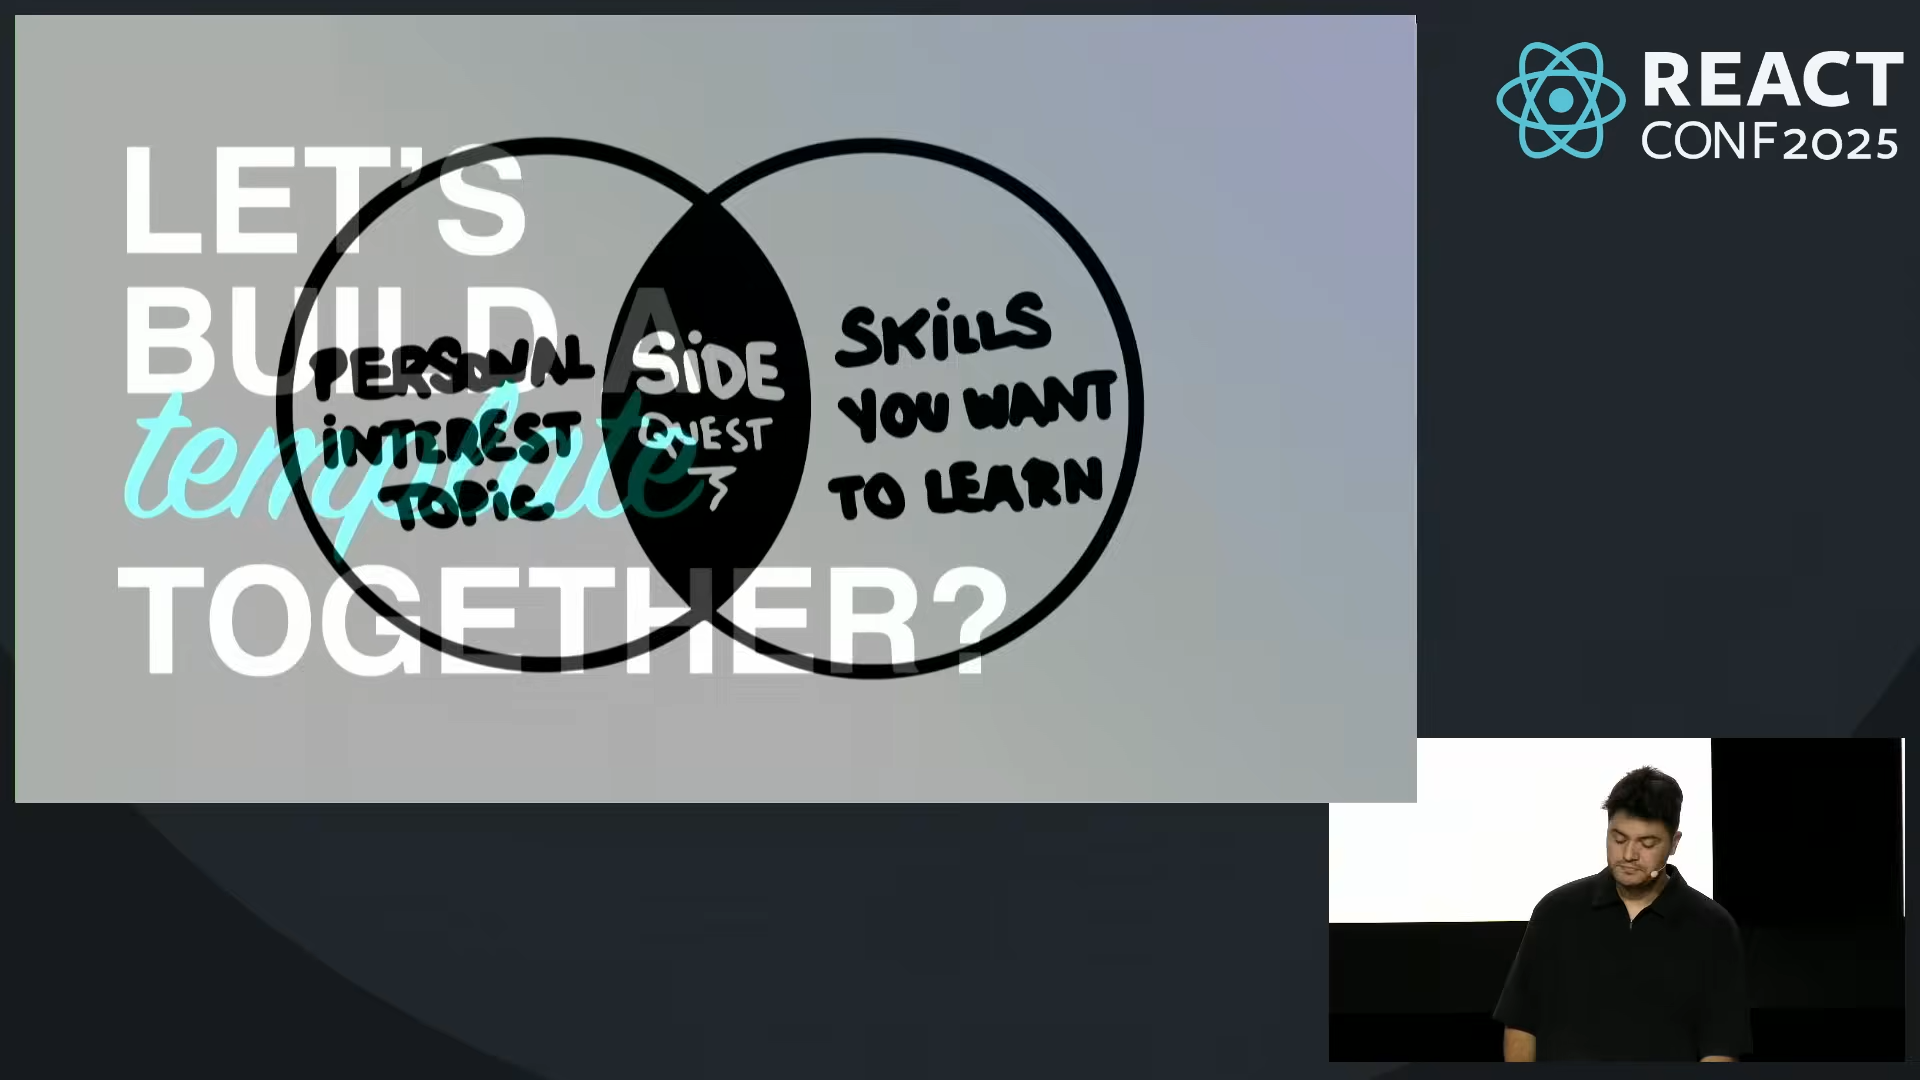 LET'S
BUILD A
template
TOGETHER?
PERSONAL
iNTEREST
TOPiC
SiDE
QUEST
SKiLLS
YOU WANT
TO LEARN
REACT
CONF2025